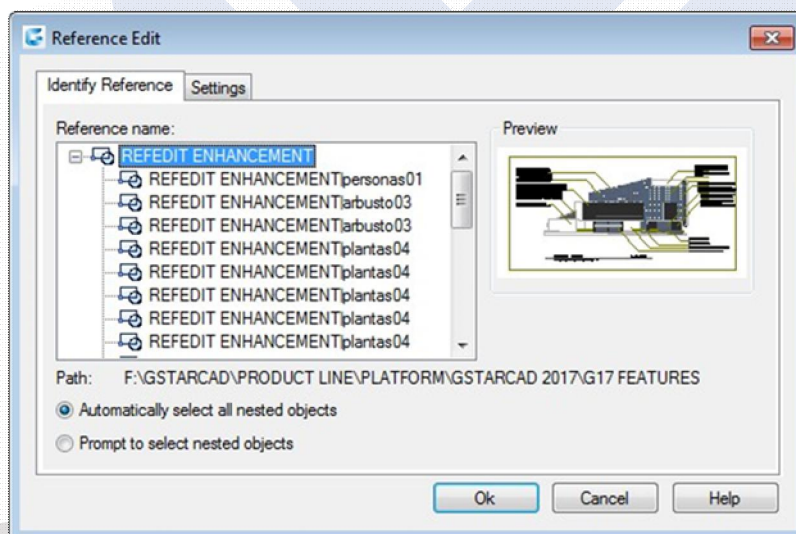 Reference Edit
Identify Reference Settings
Reference name:
Preview
REFEDIT ENHANCEMENT
REFEDIT ENHANCEMENT|personas01
REFEDIT ENHANCEMENT|arbusto03
REFEDIT ENHANCEMENT|arbusto03
REFEDIT ENHANCEMENT|plantas04
REFEDIT ENHANCEMENT|plantas04
REFEDIT ENHANCEMENT|plantas04
REFEDIT ENHANCEMENT|plantas04
REFEDIT ENHANCEMENT|plantas04
Path: F:\GSTARCAD\PRODUCT LINE\PLATFORM\GSTARCAD 2017\G17 FEATURES
Automatically select all nested objects
Prompt to select nested objects
Ok Cancel Help